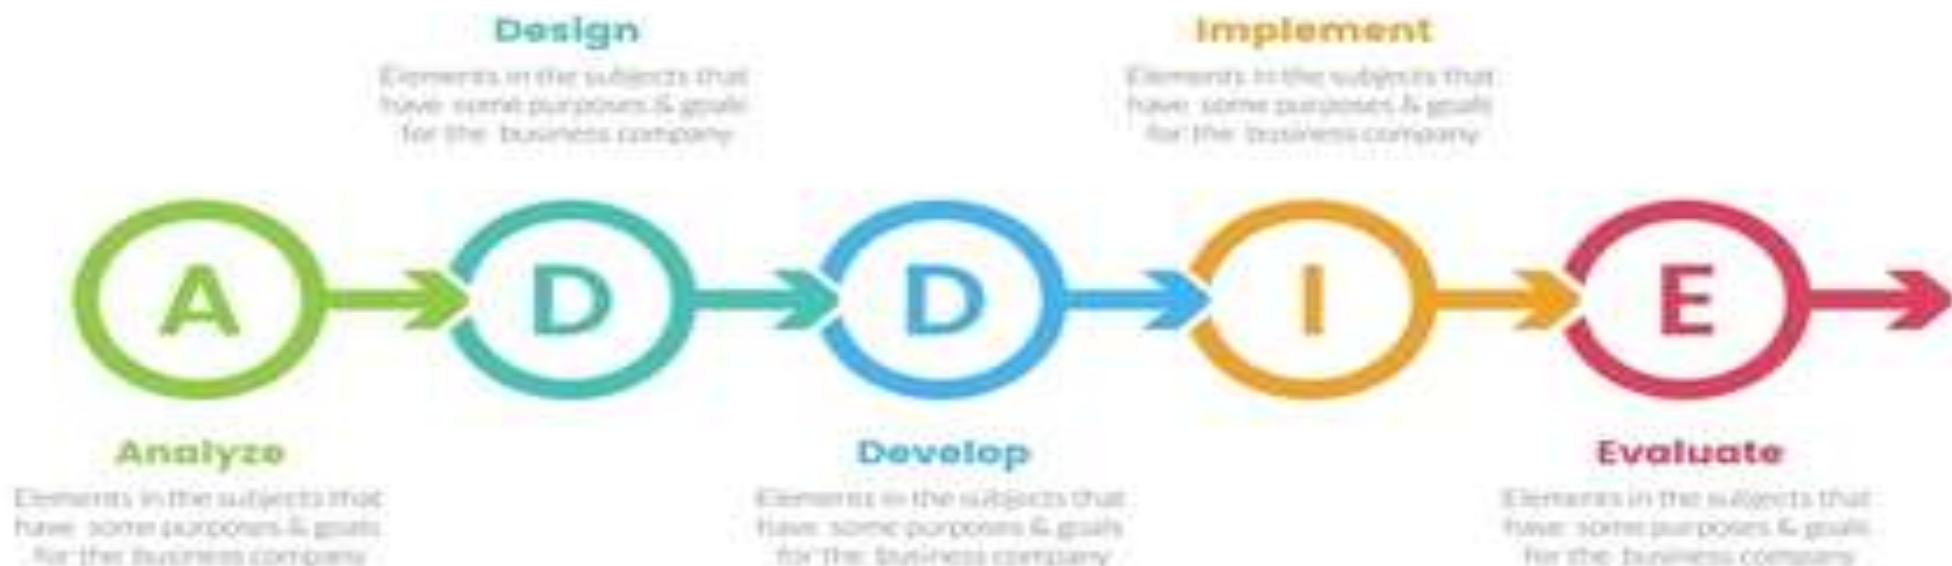 Design
Elements in the subjects that
have some purposes & goals
for the business company
Implement
Elements in the subjects that
have some purposes & goals
for the business company
A
D
D
I
E
Analyze
Elements in the subjects that
have some purposes & goals
for the business company
Develop
Elements in the subjects that
have some purposes & goals
for the business company
Evaluate
Elements in the subjects that
have some purposes & goals
for the business company